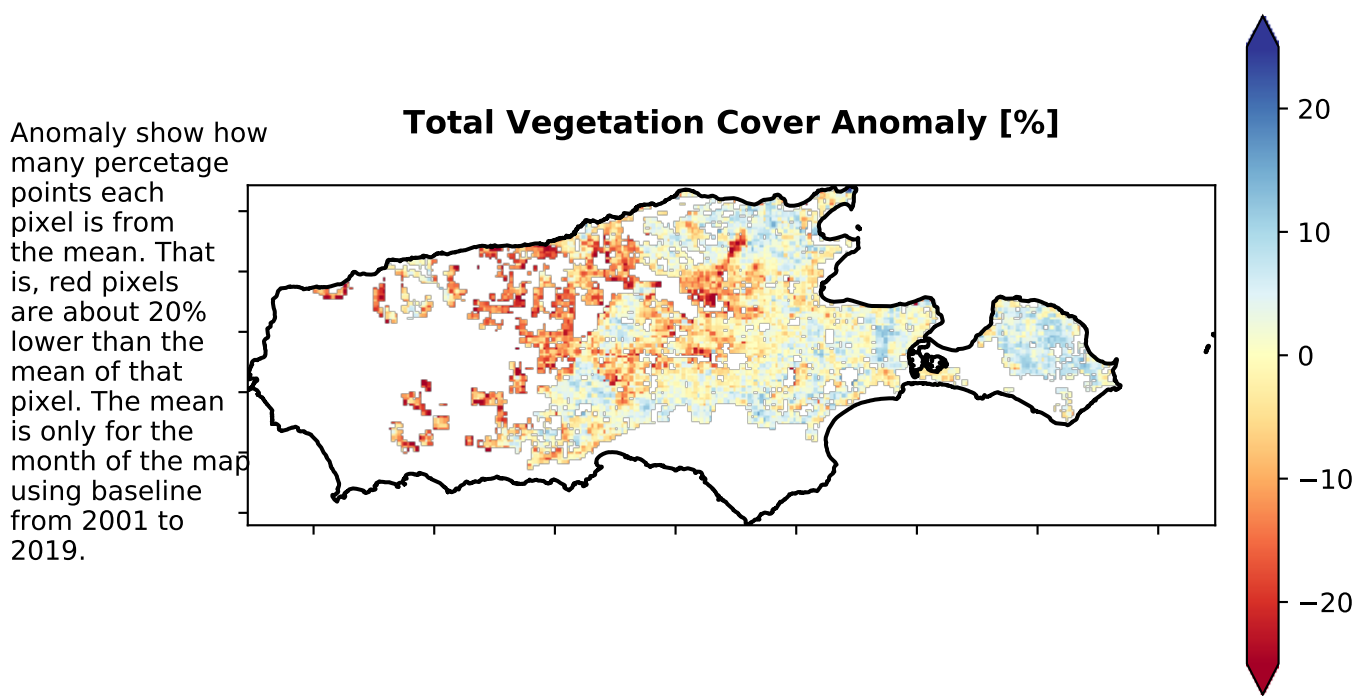 Total Vegetation Cover Anomaly [%]
Anomaly show how
many percetage
points each
pixel is from
the mean. That
is, red pixels
are about 20%
lower than the
mean of that
pixel. The mean
is only for the
month of the map
using baseline
from 2001 to
2019.
20
10
0
−10
−20